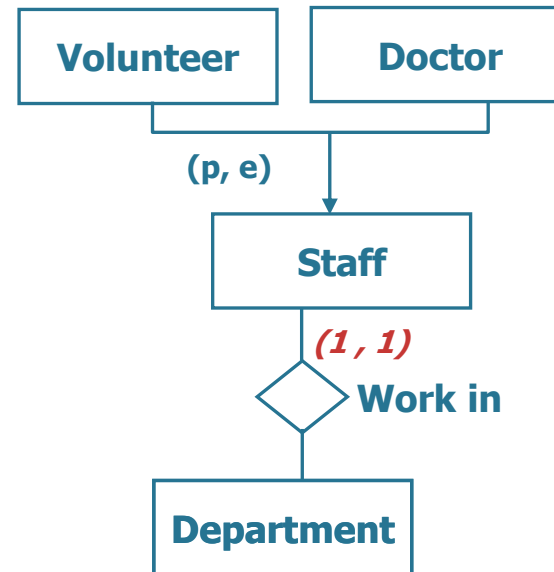 Volunteer
Doctor
(p, e)
Staff
(1 , 1)
Work in
Department